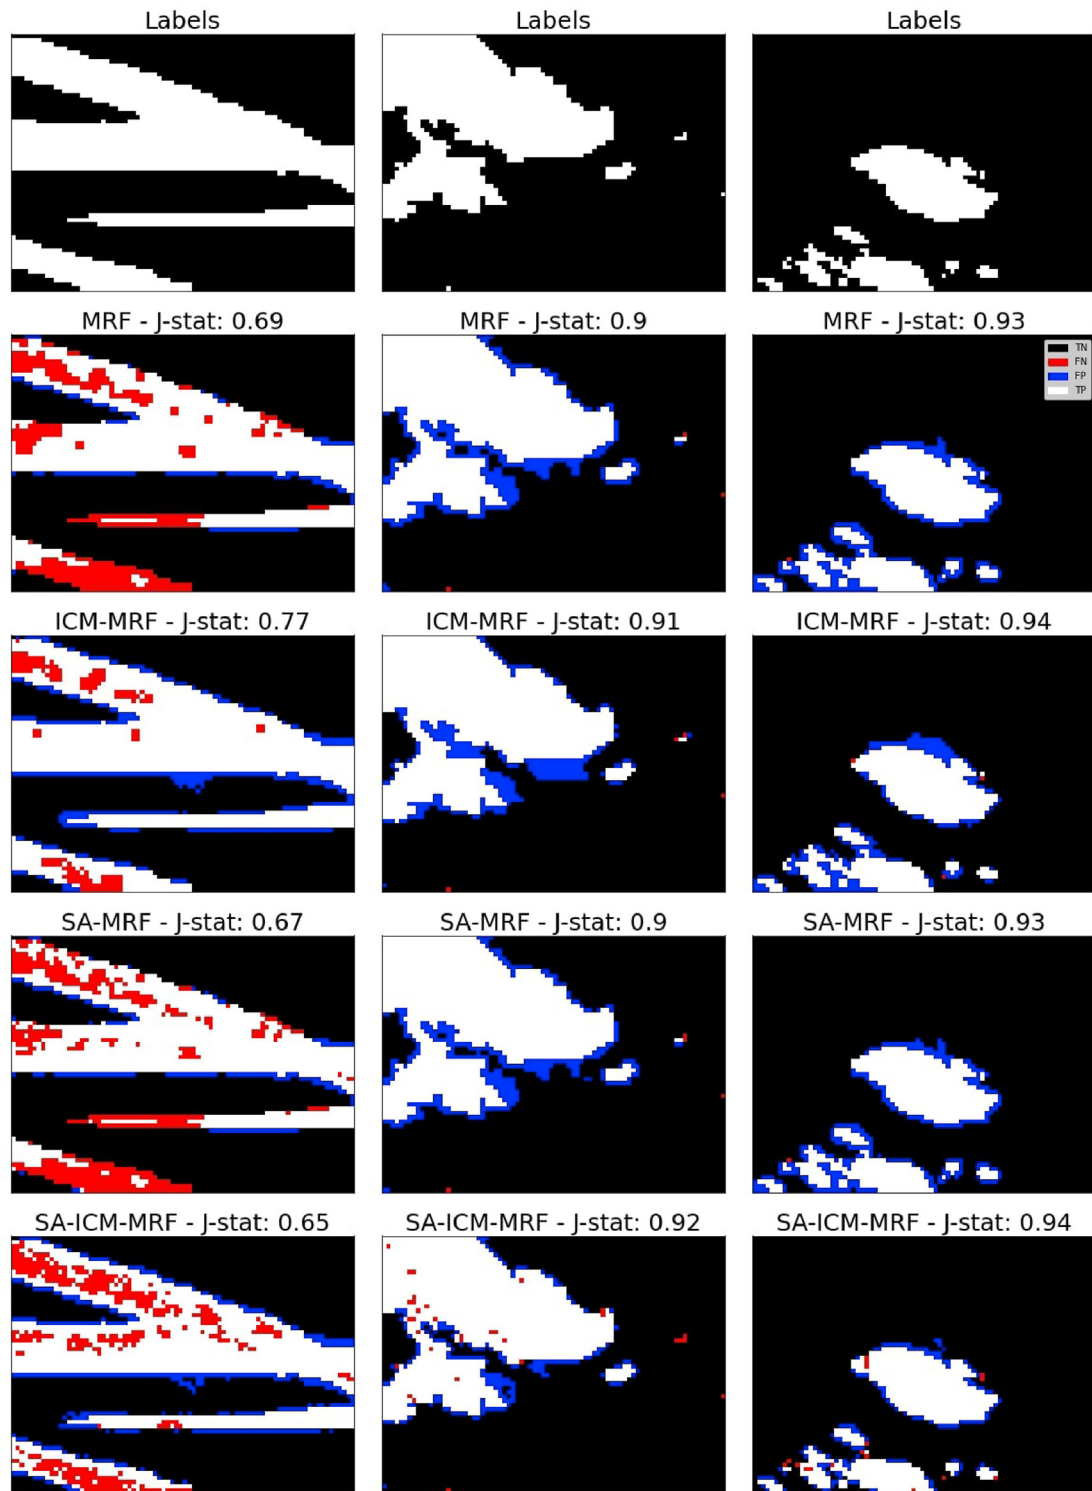 Labels
Labels
Labels
MRF - J-stat: 0.69
MRF - J-stat: 0.9
MRF - J-stat: 0.93
TN
FN
FP
TP
ICM-MRF - J-stat: 0.77
ICM-MRF - J-stat: 0.91
ICM-MRF - J-stat: 0.94
SA-MRF - J-stat: 0.67
SA-MRF - J-stat: 0.9
SA-MRF - J-stat: 0.93
SA-ICM-MRF - J-stat: 0.65
SA-ICM-MRF - J-stat: 0.92
SA-ICM-MRF - J-stat: 0.94